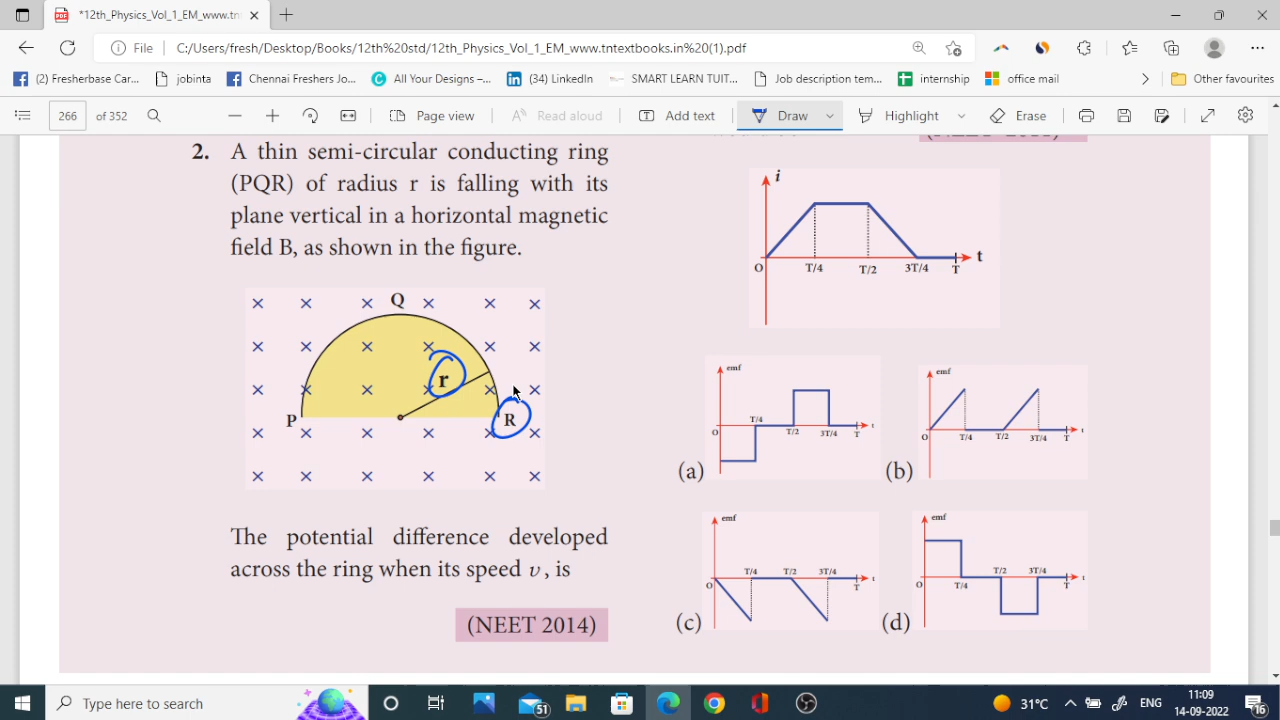 *12th_Physics_Vol_1_EM_www.tn
File
C:/Users/fresh/Desktop/Books/12th%20std/12th_Physics_Vol_1_EM_www.tntextbooks.in%20(1).pdf
(2) Fresherbase Car...
jobinta
Chennai Freshers Jo...
All Your Designs –...
(34) LinkedIn
SMART LEARN TUIT...
Job description tem...
internship
office mail
Other favourites
266 of 352
Page view
Read aloud
Add text
Draw
Highlight
Erase
2. A thin semi-circular conducting ring
(PQR) of radius r is falling with its
plane vertical in a horizontal magnetic
field B, as shown in the figure.
Q
r
P
R
The potential difference developed
across the ring when its speed v, is
(NEET 2014)
i
O T/4 T/2 3T/4 T t
(a)
emf
O T/4 T/2 3T/4 T t
(b)
emf
O T/4 T/2 3T/4 T t
(c)
emf
O T/4 T/2 3T/4 T t
(d)
emf
O T/4 T/2 3T/4 T t
Type here to search
51
31°C
ENG
11:09
14-09-2022
16